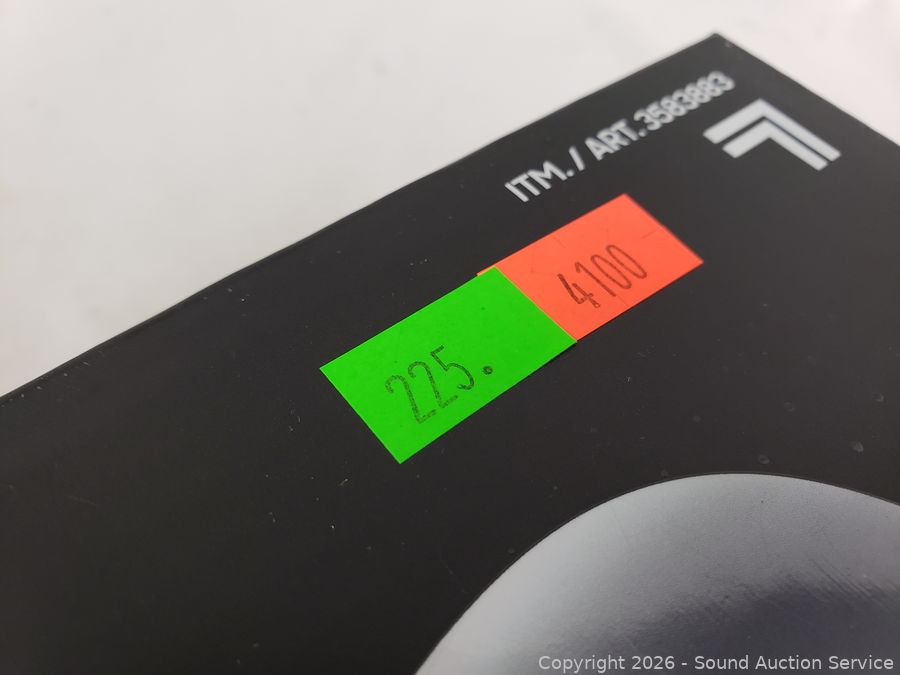 ITM. / ART. 3583883
4100
225.
Copyright 2026 - Sound Auction Service